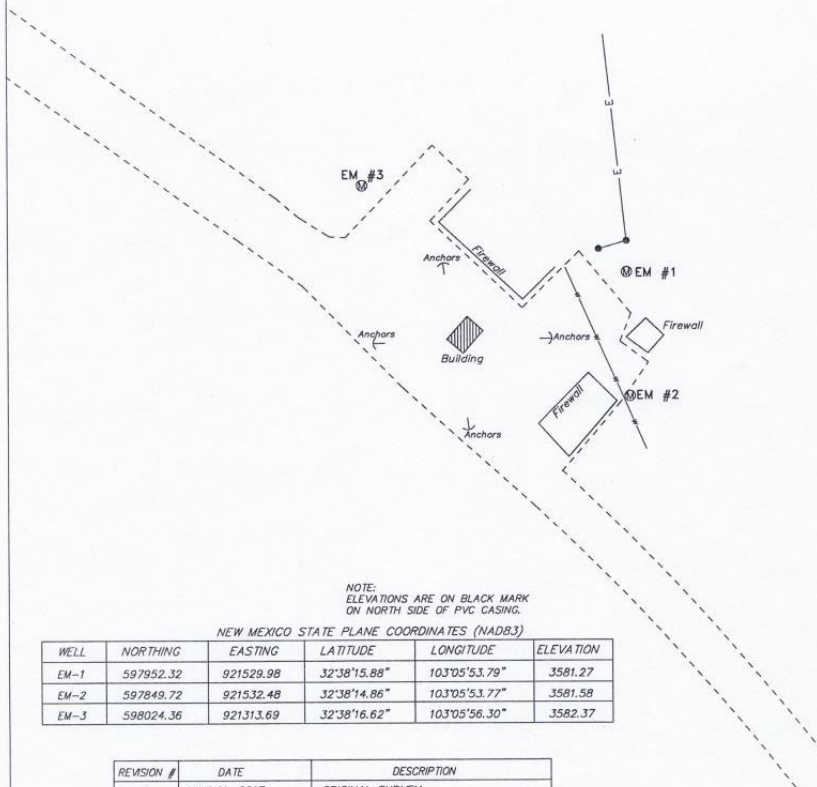 E
E
EM #3
Firewall
Anchors
EM #1
Anchors
Building
Anchors
Firewall
Firewall
EM #2
Anchors
NOTE:
ELEVATIONS ARE ON BLACK MARK
ON NORTH SIDE OF PVC CASING.
NEW MEXICO STATE PLANE COORDINATES (NAD83)
WELL NORTHING EASTING LATITUDE LONGITUDE ELEVATION
EM-1 597952.32 921529.98 32°38'15.88" 103°05'53.79" 3581.27
EM-2 597849.72 921532.48 32°38'14.86" 103°05'53.77" 3581.58
EM-3 598024.36 921313.69 32°38'16.62" 103°05'56.30" 3582.37
REVISION # DATE DESCRIPTION